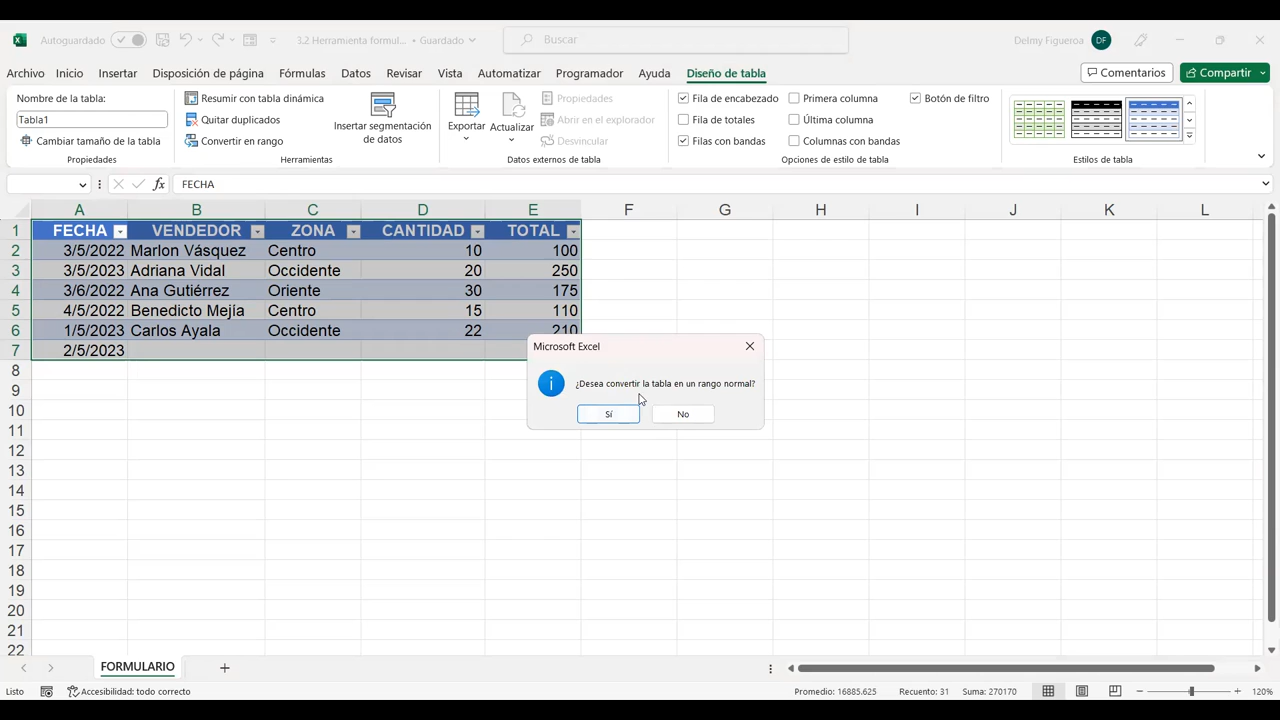 Autoguardado
3.2 Herramienta formul... • Guardado
Buscar
Delmy Figueroa DF
Archivo Inicio Insertar Disposición de página Fórmulas Datos Revisar Vista Automatizar Programador Ayuda Diseño de tabla Comentarios Compartir
Nombre de la tabla:
Tabla1
Cambiar tamaño de la tabla
Propiedades
Resumir con tabla dinámica
Quitar duplicados
Convertir en rango
Insertar segmentación
de datos
Herramientas
Exportar
Actualizar
Propiedades
Abrir en el explorador
Desvincular
Datos externos de tabla
Fila de encabezado
Fila de totales
Filas con bandas
Primera columna
Última columna
Columnas con bandas
Botón de filtro
Opciones de estilo de tabla
Estilos de tabla
fx FECHA
A B C D E F G H I J K L
1 FECHA VENDEDOR ZONA CANTIDAD TOTAL
2 3/5/2022 Marlon Vásquez Centro 10 100
3 3/5/2023 Adriana Vidal Occidente 20 250
4 3/6/2022 Ana Gutiérrez Oriente 30 175
5 4/5/2022 Benedicto Mejía Centro 15 110
6 1/5/2023 Carlos Ayala Occidente 22 210
7 2/5/2023
8
9
10
11
12
13
14
15
16
17
18
19
20
21
22
Microsoft Excel
¿Desea convertir la tabla en un rango normal?
Sí
No
FORMULARIO
Listo
Accesibilidad: todo correcto
Promedio: 16885.625 Recuento: 31 Suma: 270170
120%